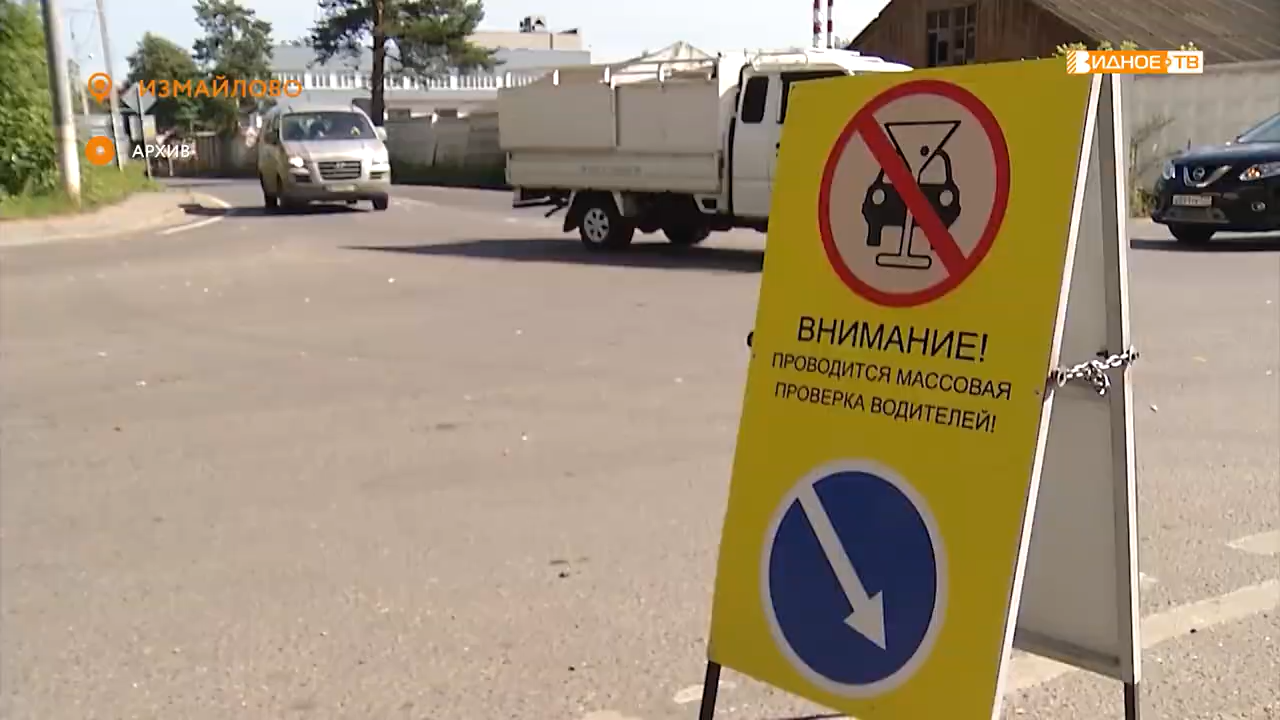 ИЗМАЙЛОВО
АРХИВ
ВИДНОЕ-ТВ
ВНИМАНИЕ!
ПРОВОДИТСЯ МАССОВАЯ
ПРОВЕРКА ВОДИТЕЛЕЙ!